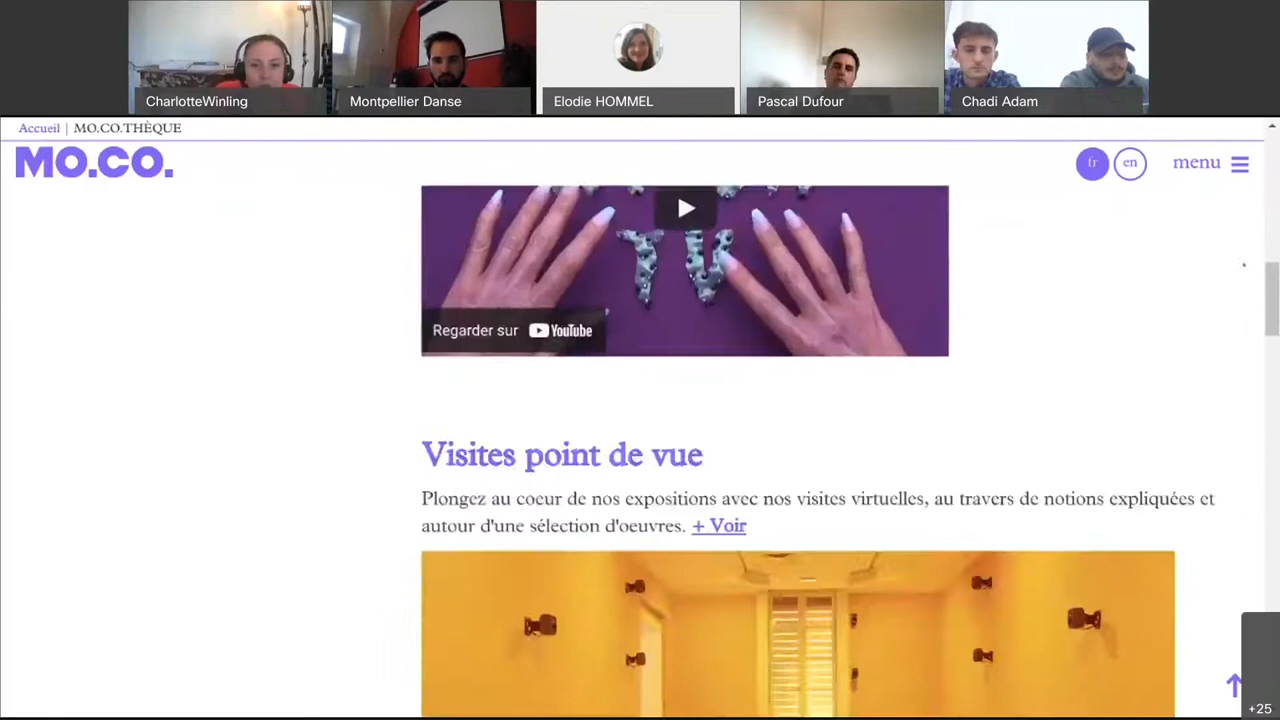 CharlotteWinling
Montpellier Danse
Elodie HOMMEL
Pascal Dufour
Chadi Adam
Accueil | MO.CO.THÈQUE
MO.CO.
fr
en
menu
TU
Regarder sur YouTube
Visites point de vue
Plongez au coeur de nos expositions avec nos visites virtuelles, au travers de notions expliquées et
autour d'une sélection d'oeuvres. + Voir
+25